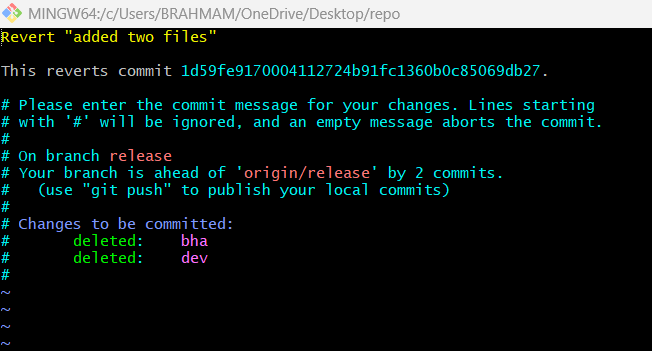 MINGW64:/c/Users/BRAHMAM/OneDrive/Desktop/repo
Revert "added two files"
This reverts commit 1d59fe9170004112724b91fc1360b0c85069db27.
# Please enter the commit message for your changes. Lines starting
# with '#' will be ignored, and an empty message aborts the commit.
#
# On branch release
# Your branch is ahead of 'origin/release' by 2 commits.
#   (use "git push" to publish your local commits)
#
# Changes to be committed:
#       deleted:    bha
#       deleted:    dev
#
~
~
~
~